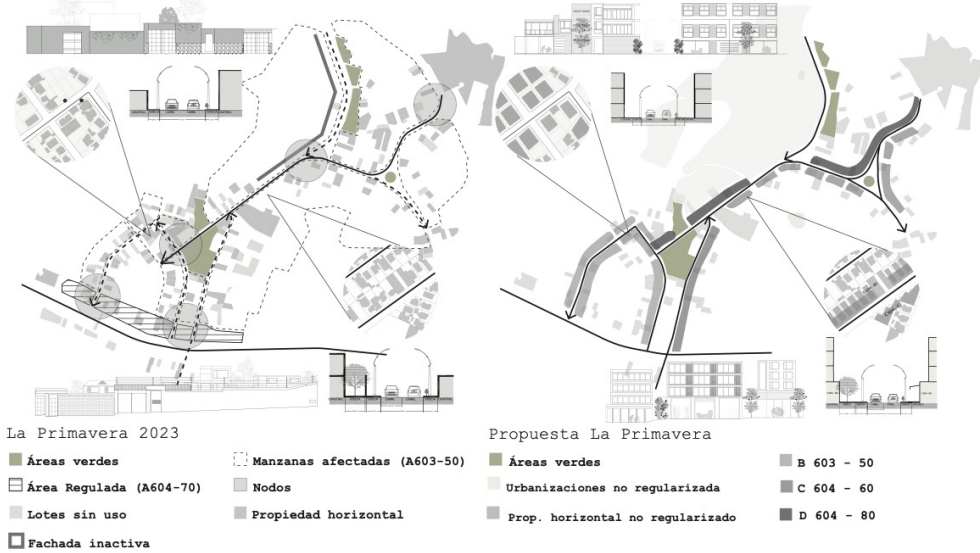 La Primavera 2023
Áreas verdes
Área Regulada (A604-70)
Lotes sin uso
Fachada inactiva
Manzanas afectadas (A603-50)
Nodos
Propiedad horizontal
Propuesta La Primavera
Áreas verdes
Urbanizaciones no regularizada
Prop. horizontal no regularizado
B 603 - 50
C 604 - 60
D 604 - 80